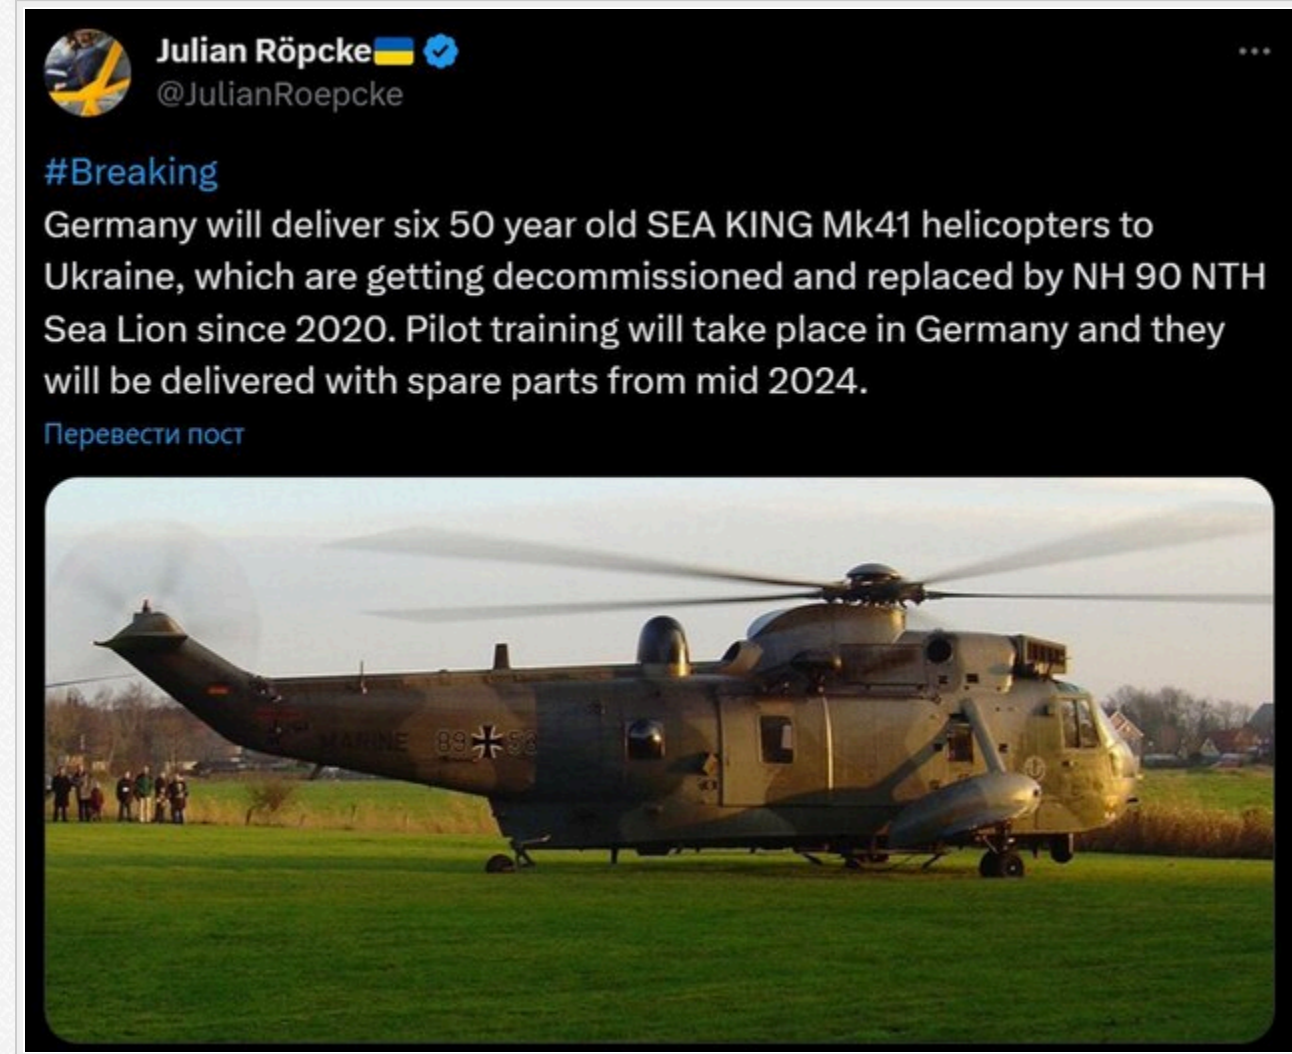 Julian Röpcke
@JulianRoepcke
#Breaking
Germany will deliver six 50 year old SEA KING Mk41 helicopters to
Ukraine, which are getting decommissioned and replaced by NH 90 NTH
Sea Lion since 2020. Pilot training will take place in Germany and they
will be delivered with spare parts from mid 2024.
Перевести пост
MARINE 89 58